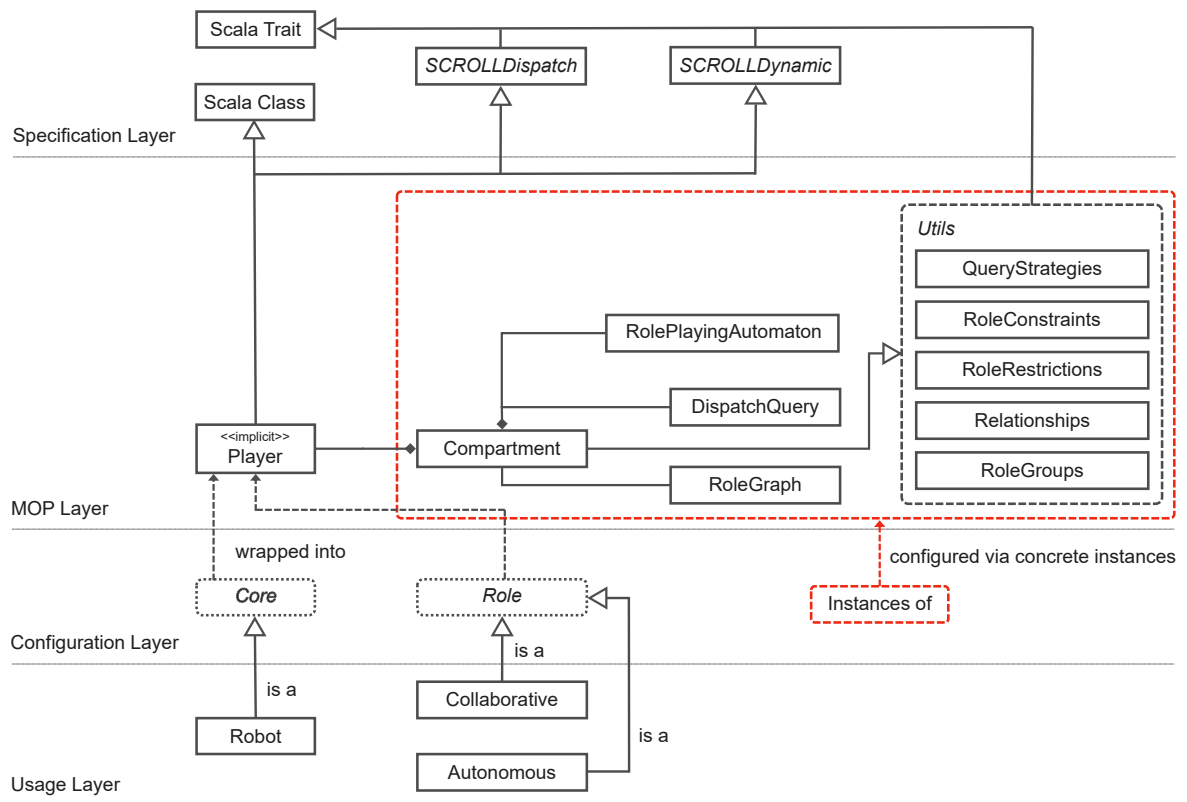 Scala Trait
SCROLLDispatch
SCROLLDynamic
Scala Class
Specification Layer
Utils
QueryStrategies
RoleConstraints
RolePlayingAutomaton
RoleRestrictions
DispatchQuery
Relationships
<<implicit>>
Player
Compartment
RoleGroups
RoleGraph
MOP Layer
wrapped into
configured via concrete instances
Core
Role
Instances of
Configuration Layer
is a
is a
Collaborative
Robot
is a
Autonomous
Usage Layer